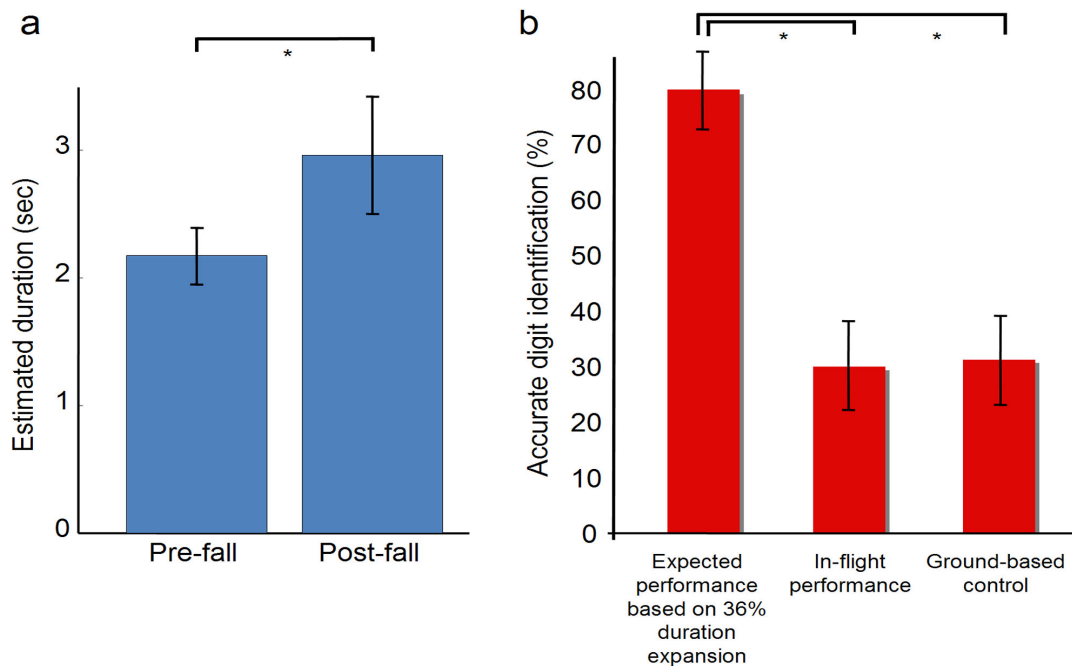 a
*
Estimated duration (sec)
3
2
1
0
Pre-fall
Post-fall
b
*
*
Accurate digit identification (%)
80
70
60
50
40
30
20
10
0
Expected
performance
based on 36%
duration
expansion
In-flight
performance
Ground-based
control